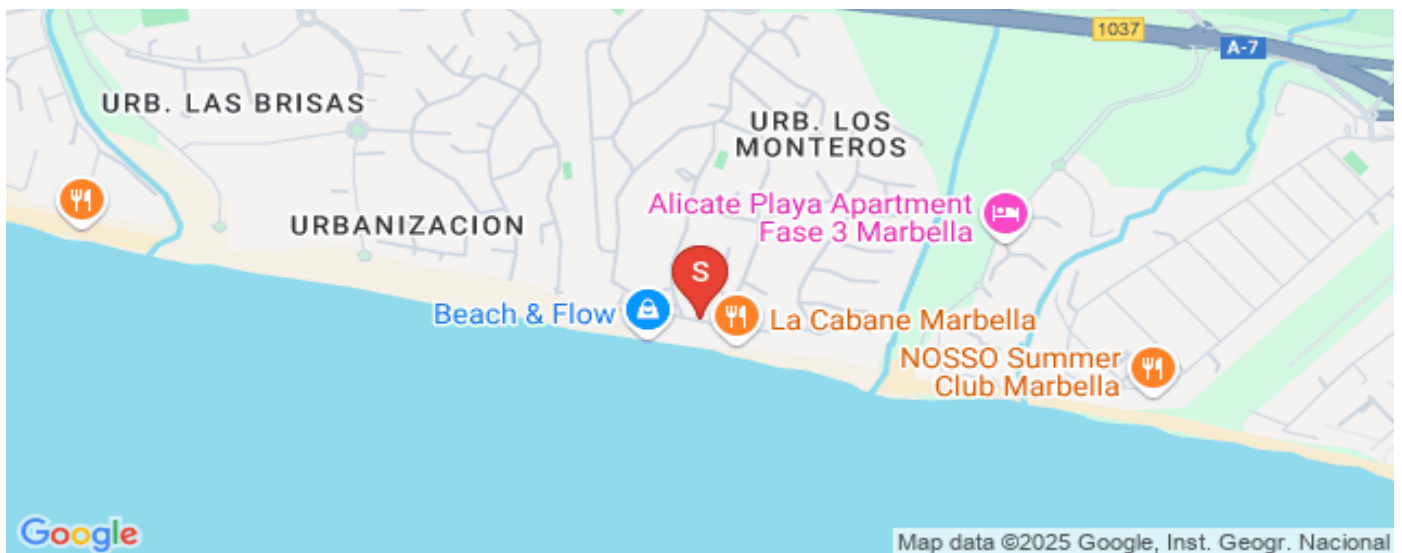 1037
A-7
URB. LAS BRISAS
URB. LOS
MONTEROS
Alicate Playa Apartment
Fase 3 Marbella
URBANIZACION
S
Beach & Flow
La Cabane Marbella
NOSSO Summer
Club Marbella
Google
Map data ©2025 Google, Inst. Geogr. Nacional